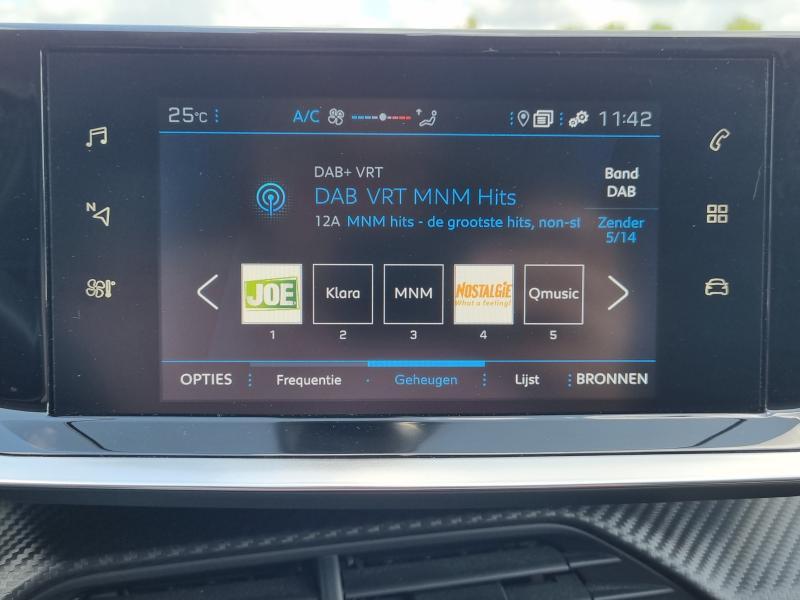 25°C A/C 11:42
DAB+ VRT
DAB VRT MNM Hits
12A MNM hits - de grootste hits, non-st
Band
DAB
Zender
5/14
N
JOE Klara MNM NOSTALGIE What a feeling! Qmusic
1 2 3 4 5
OPTIES Frequentie Geheugen Lijst BRONNEN